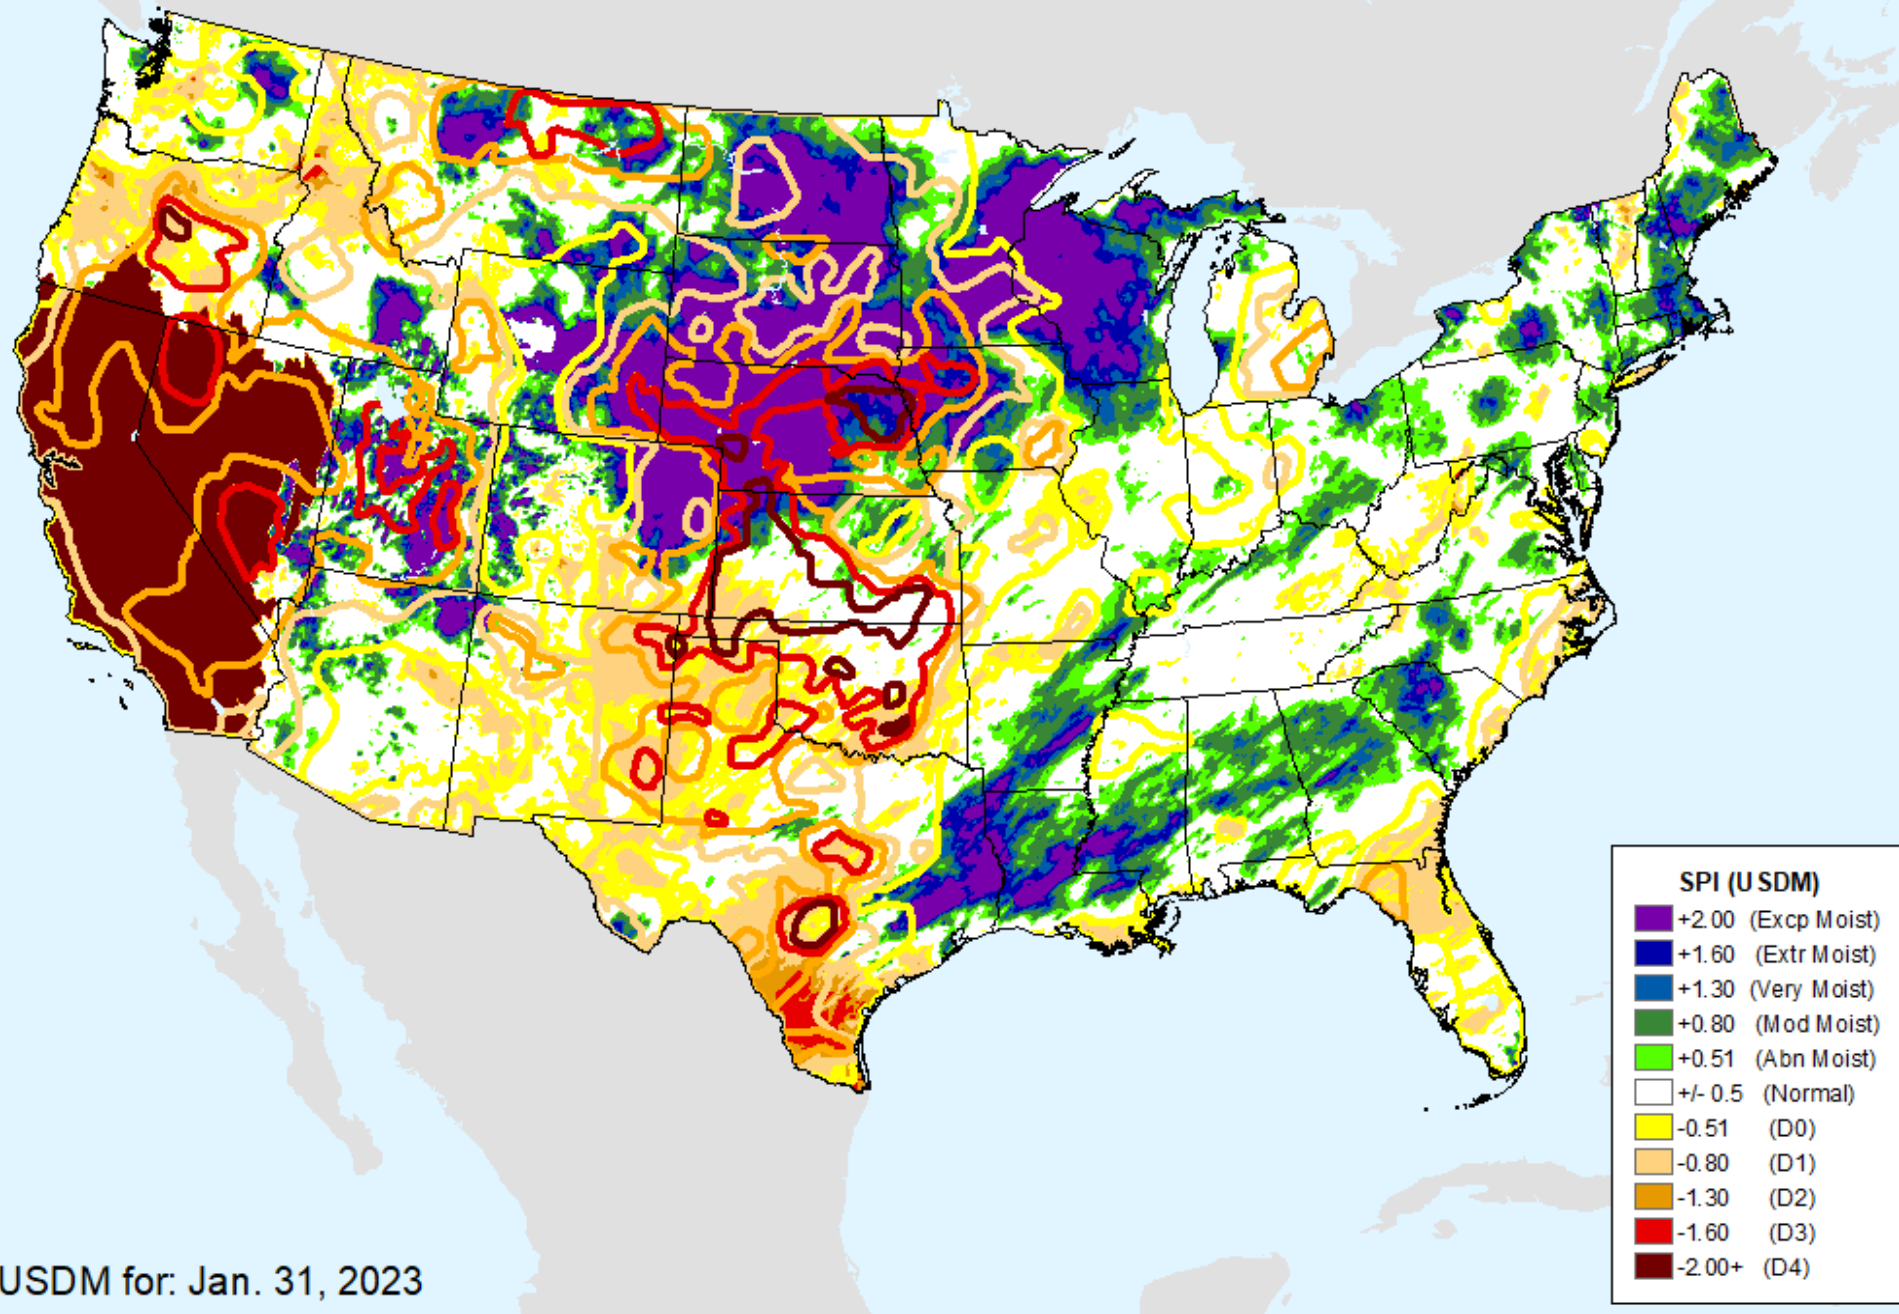 SPI (USDM)
+2.00 (Excp Moist)
+1.60 (Extr Moist)
+1.30 (Very Moist)
+0.80 (Mod Moist)
+0.51 (Abn Moist)
+/- 0.5 (Normal)
-0.51 (D0)
-0.80 (D1)
-1.30 (D2)
-1.60 (D3)
-2.00+ (D4)
USDM for: Jan. 31, 2023